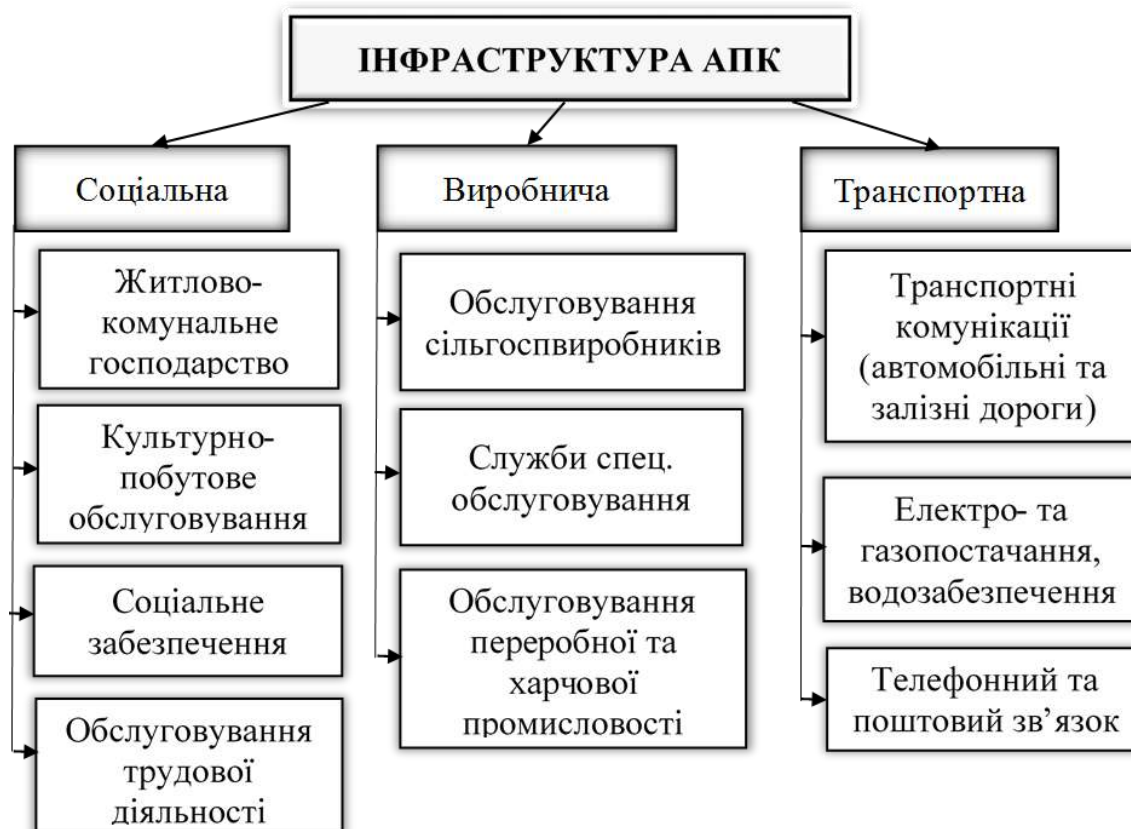 ІНФРАСТРУКТУРА АПК
Соціальна
Житлово-
комунальне
господарство
Культурно-
побутове
обслуговування
Соціальне
забезпечення
Обслуговування
трудової
діяльності
Виробнича
Обслуговування
сільгоспвиробників
Служби спец.
обслуговування
Обслуговування
переробної та
харчової
промисловості
Транспортна
Транспортні
комунікації
(автомобільні та
залізні дороги)
Електро- та
газопостачання,
водозабезпечення
Телефонний та
поштовий зв’язок